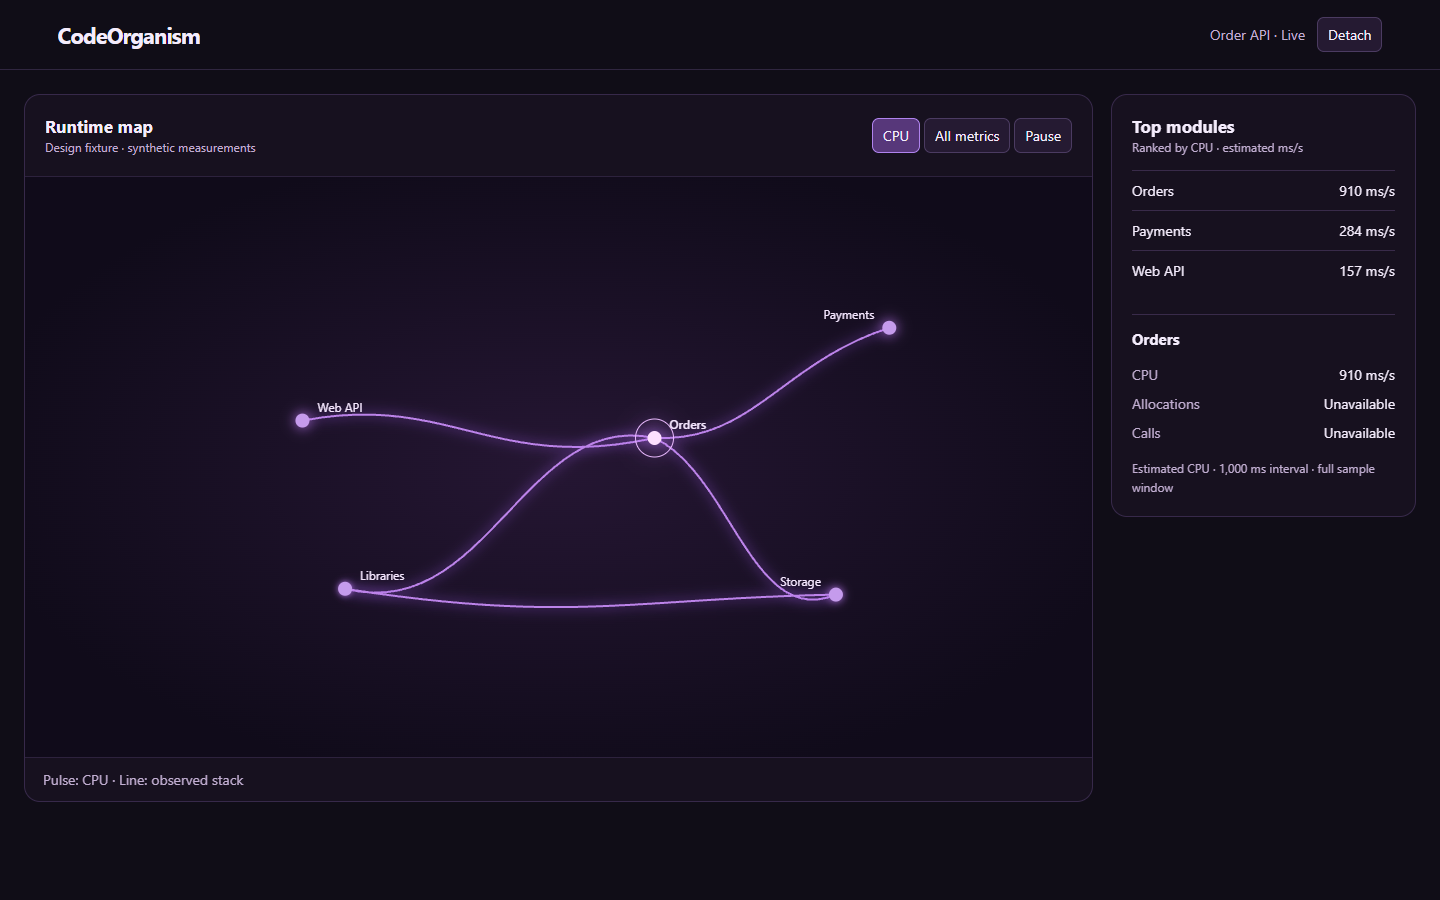 CodeOrganism
Order API · Live
Detach
Runtime map
Design fixture · synthetic measurements
CPU
All metrics
Pause
Payments
Web API
Orders
Libraries
Storage
Pulse: CPU · Line: observed stack
Top modules
Ranked by CPU · estimated ms/s
Orders 910 ms/s
Payments 284 ms/s
Web API 157 ms/s
Orders
CPU 910 ms/s
Allocations Unavailable
Calls Unavailable
Estimated CPU · 1,000 ms interval · full sample
window